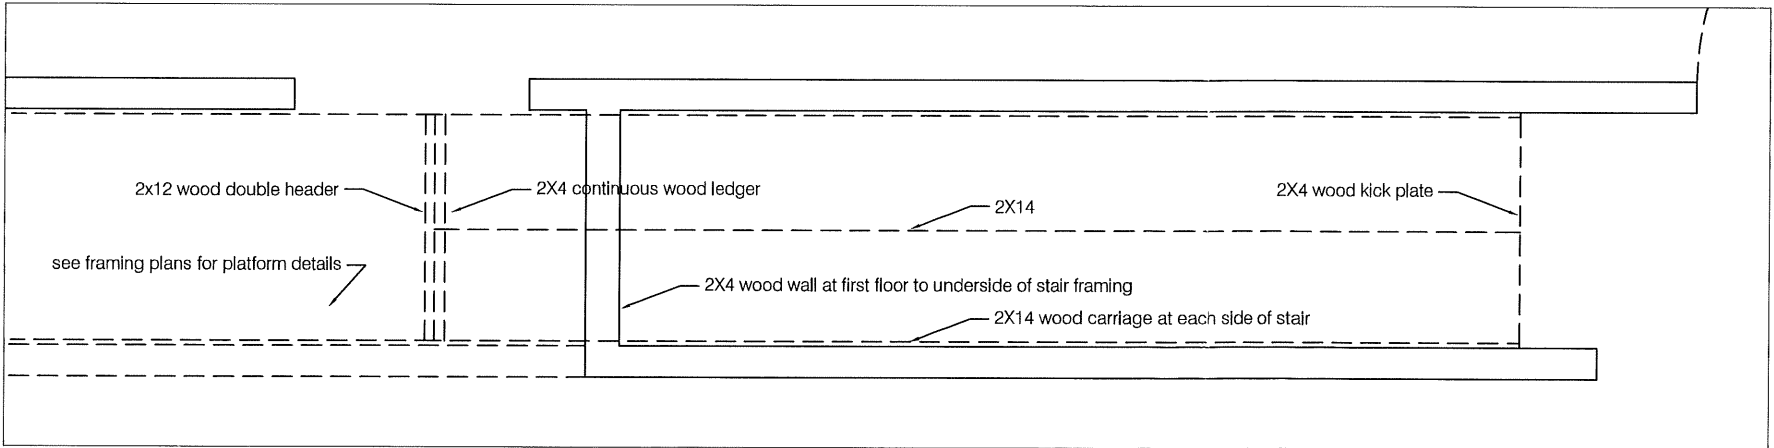 2x12 wood double header
2X4 continuous wood ledger
2X4 wood kick plate
2X14
see framing plans for platform details
2X4 wood wall at first floor to underside of stair framing
2X14 wood carriage at each side of stair